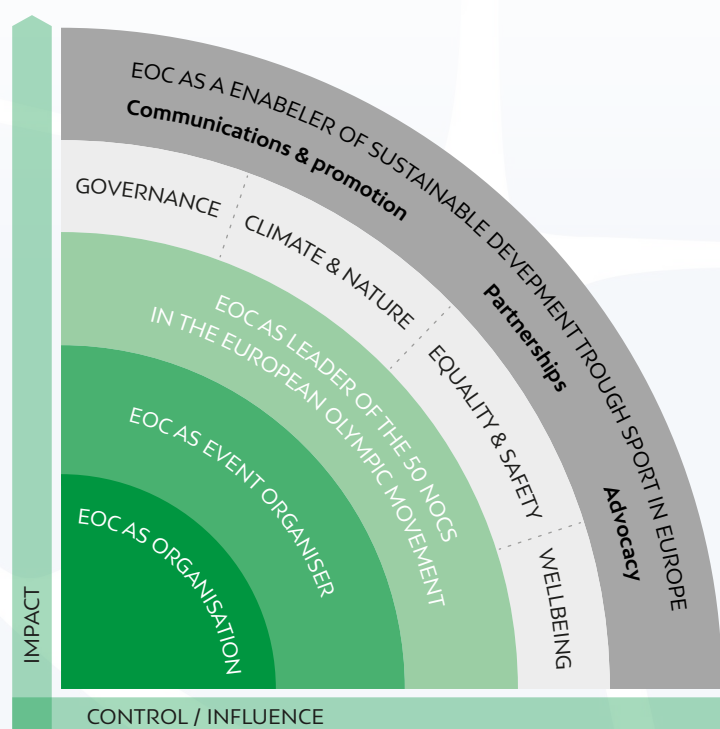 EOC AS A ENABELER OF SUSTAINABLE DEVEPMENT TROUGH SPORT IN EUROPE
Communications & promotion
Partnerships
Advocacy
GOVERNANCE
CLIMATE & NATURE
EQUALITY & SAFETY
WELLBEING
EOC AS LEADER OF THE 50 NOCS
IN THE EUROPEAN OLYMPIC MOVEMENT
EOC AS EVENT ORGANISER
EOC AS ORGANISATION
IMPACT
CONTROL / INFLUENCE